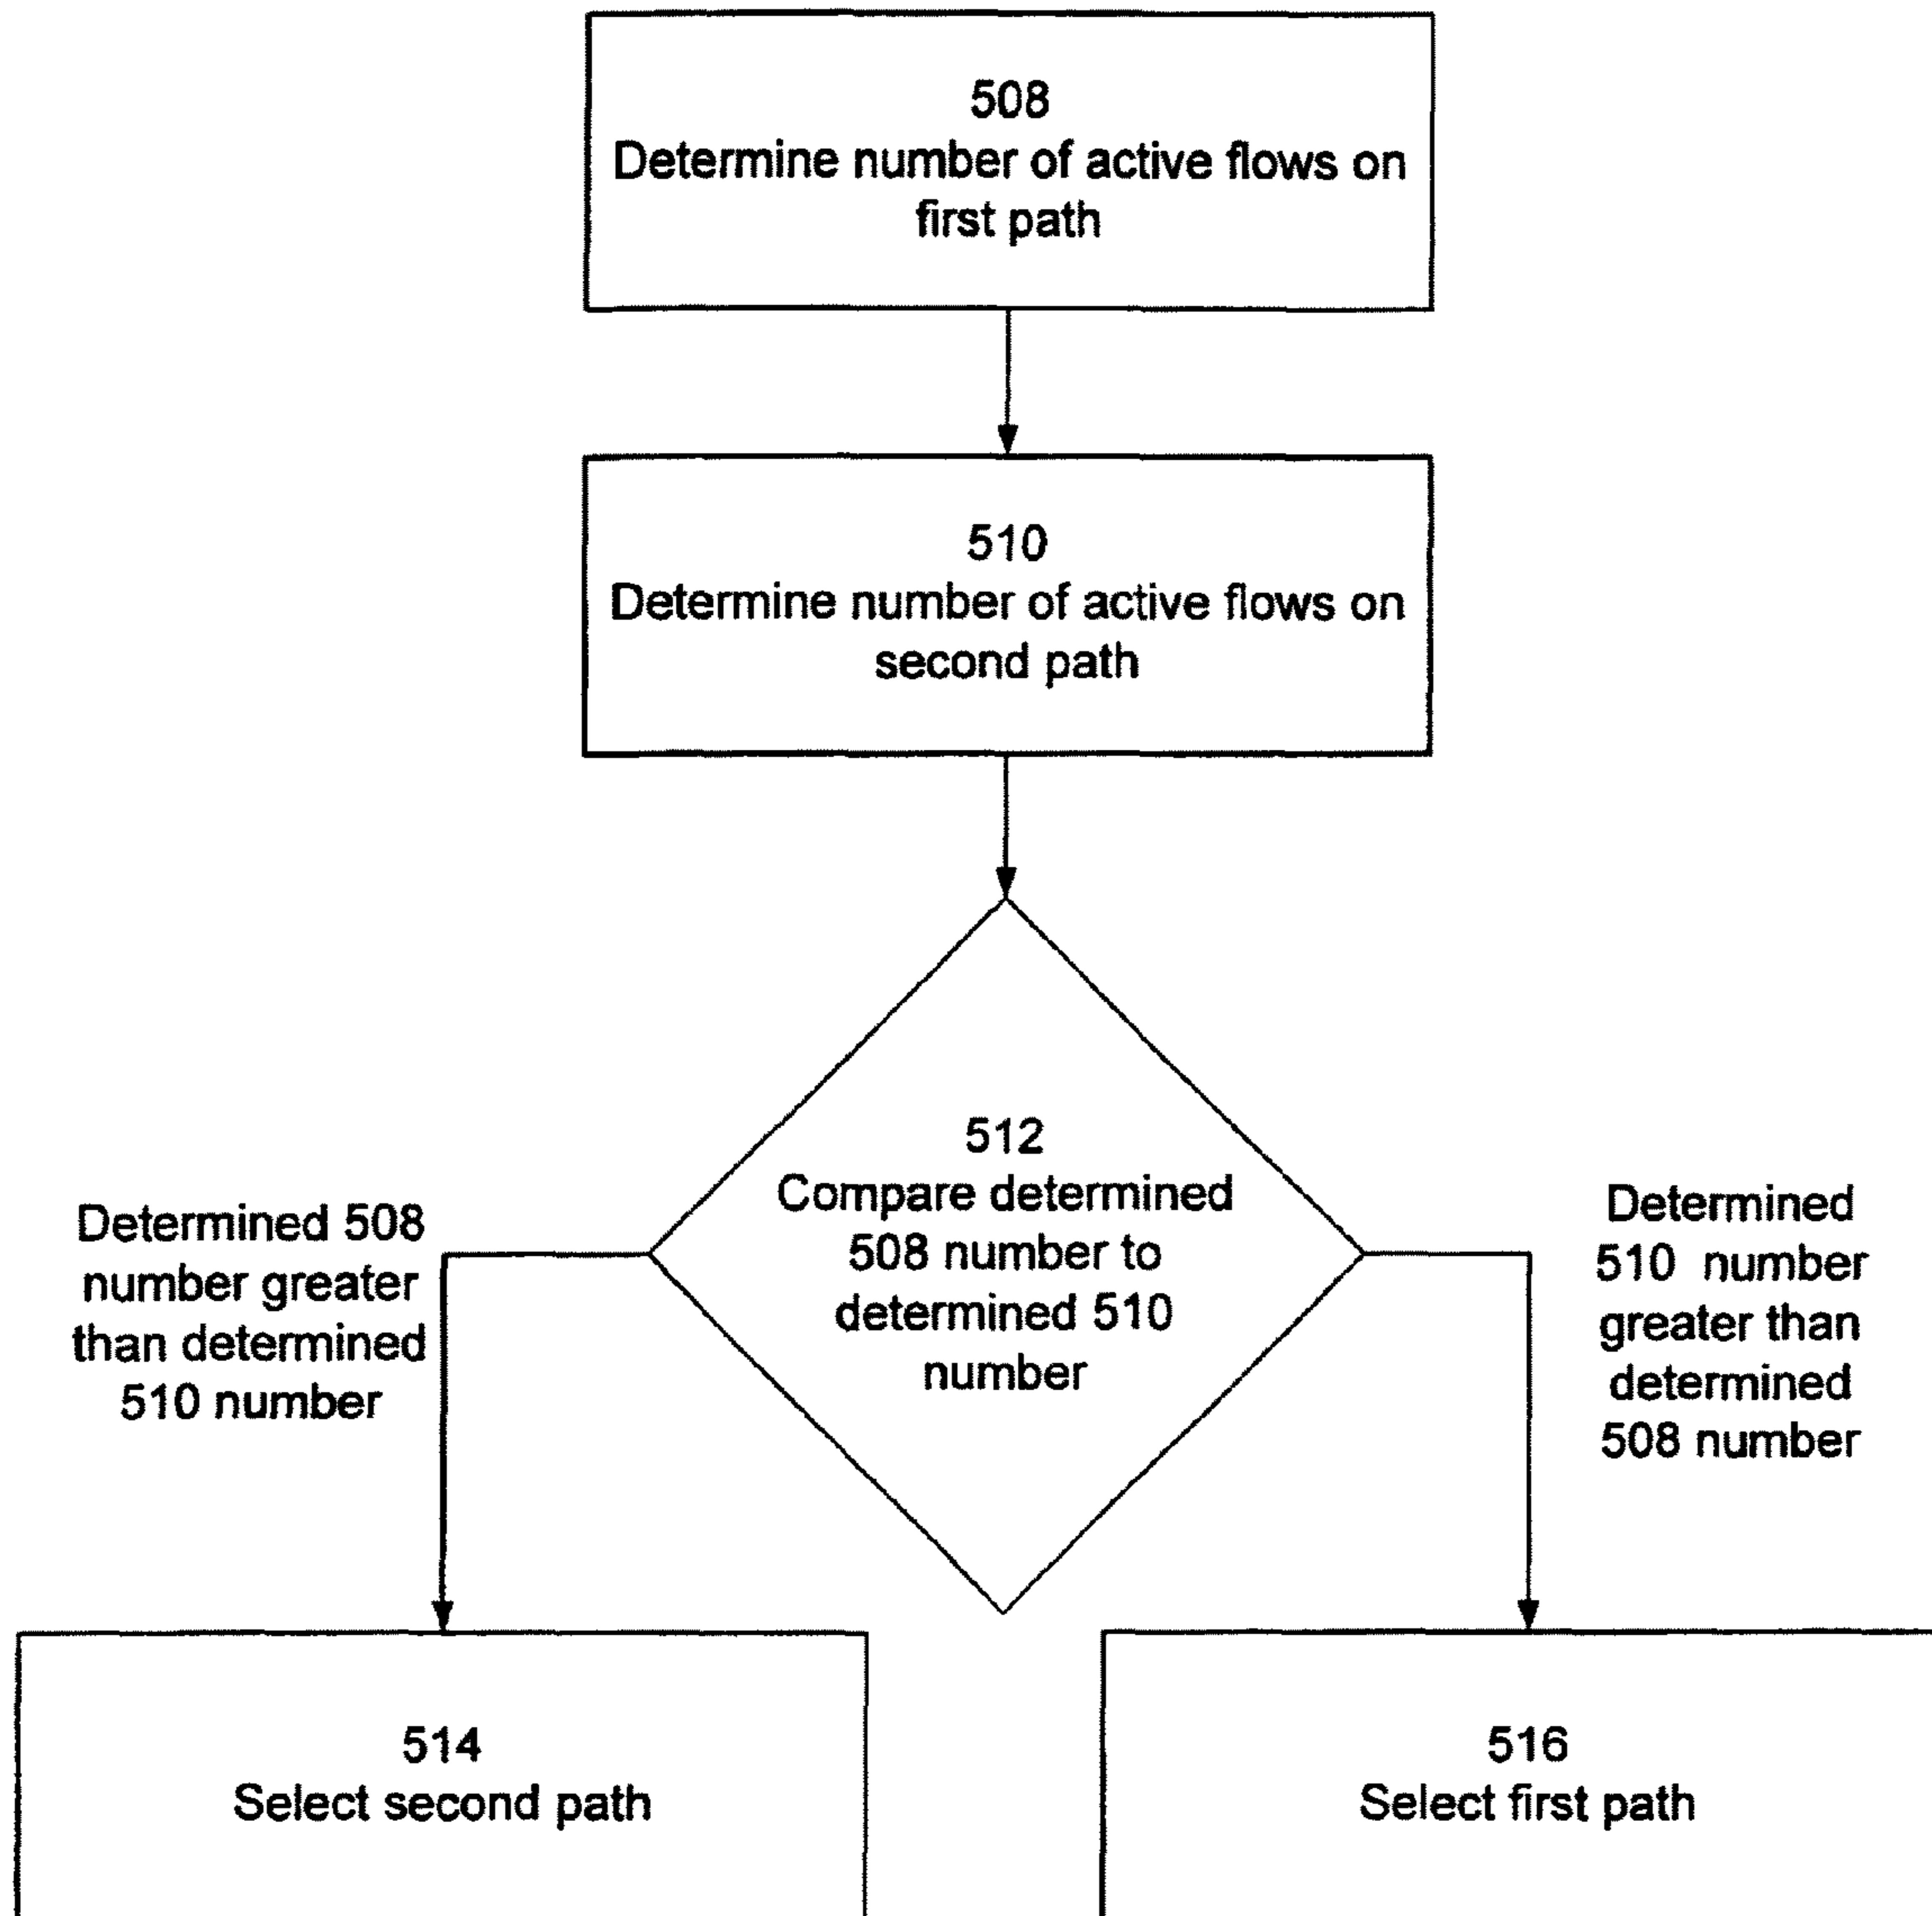 508
Determine number of active flows on
first path
510
Determine number of active flows on
second path
512
Compare determined
508 number to
determined 510
number
Determined 508
number greater
than determined
510 number
Determined
510 number
greater than
determined
508 number
514
Select second path
516
Select first path